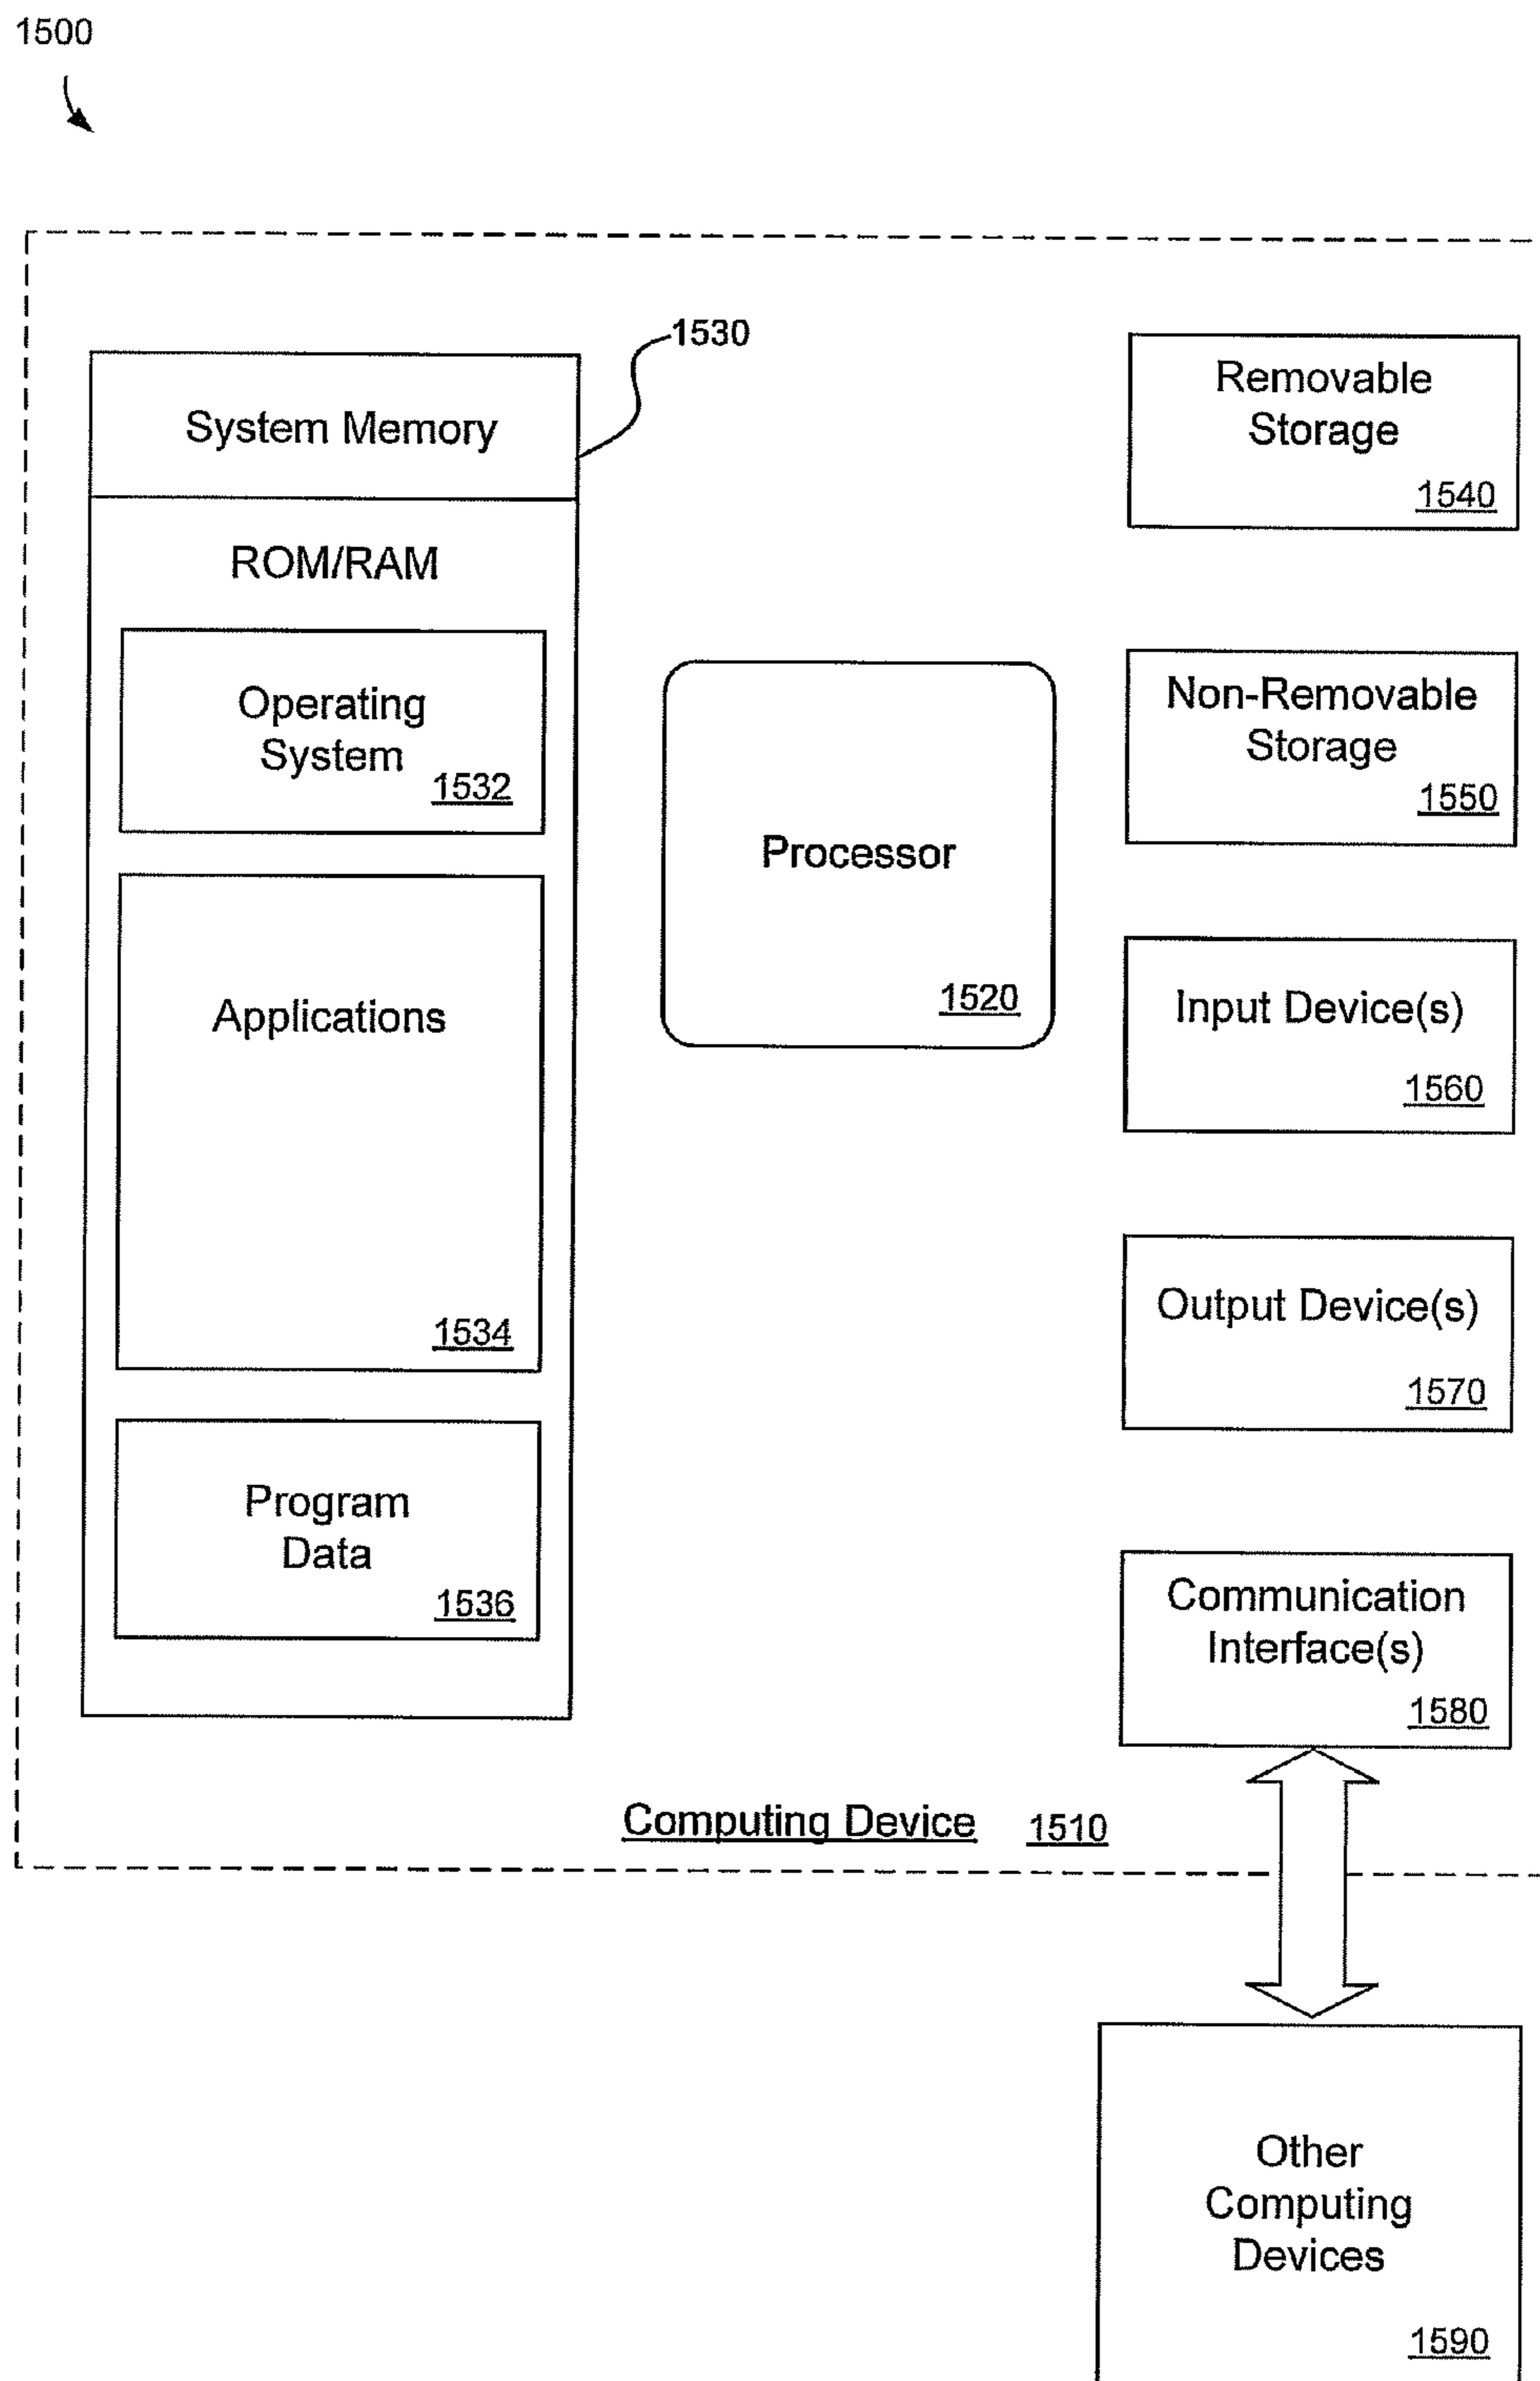 1500
1530
System Memory
ROM/RAM
Operating
System
1532
Applications
1534
Program
Data
1536
Processor
1520
Removable
Storage
1540
Non-Removable
Storage
1550
Input Device(s)
1560
Output Device(s)
1570
Communication
Interface(s)
1580
Computing Device 1510
Other
Computing
Devices
1590